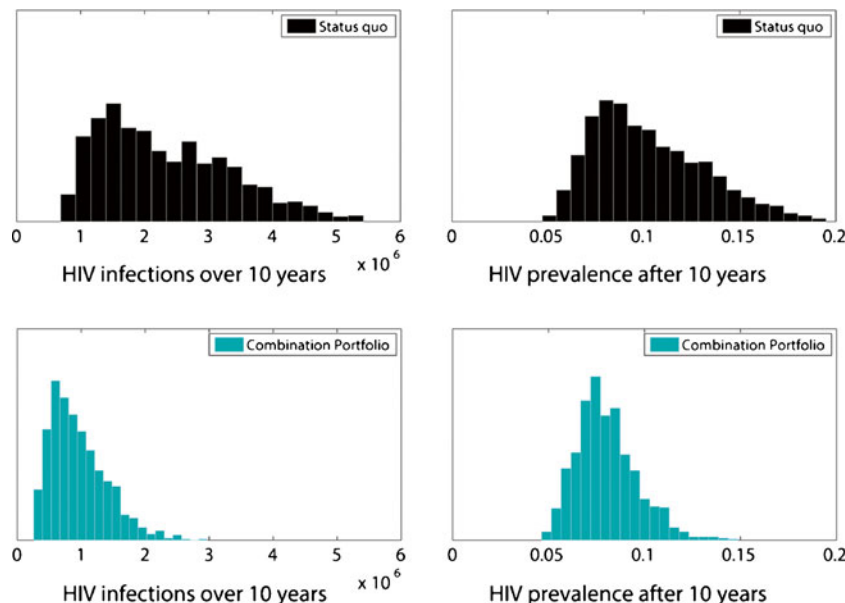 Status quo
Status quo
0 1 2 3 4 5 6
x 10 6
HIV infections over 10 years
0 0.05 0.1 0.15 0.2
HIV prevalence after 10 years
Combination Portfolio
Combination Portfolio
0 1 2 3 4 5 6
x 10 6
HIV infections over 10 years
0 0.05 0.1 0.15 0.2
HIV prevalence after 10 years